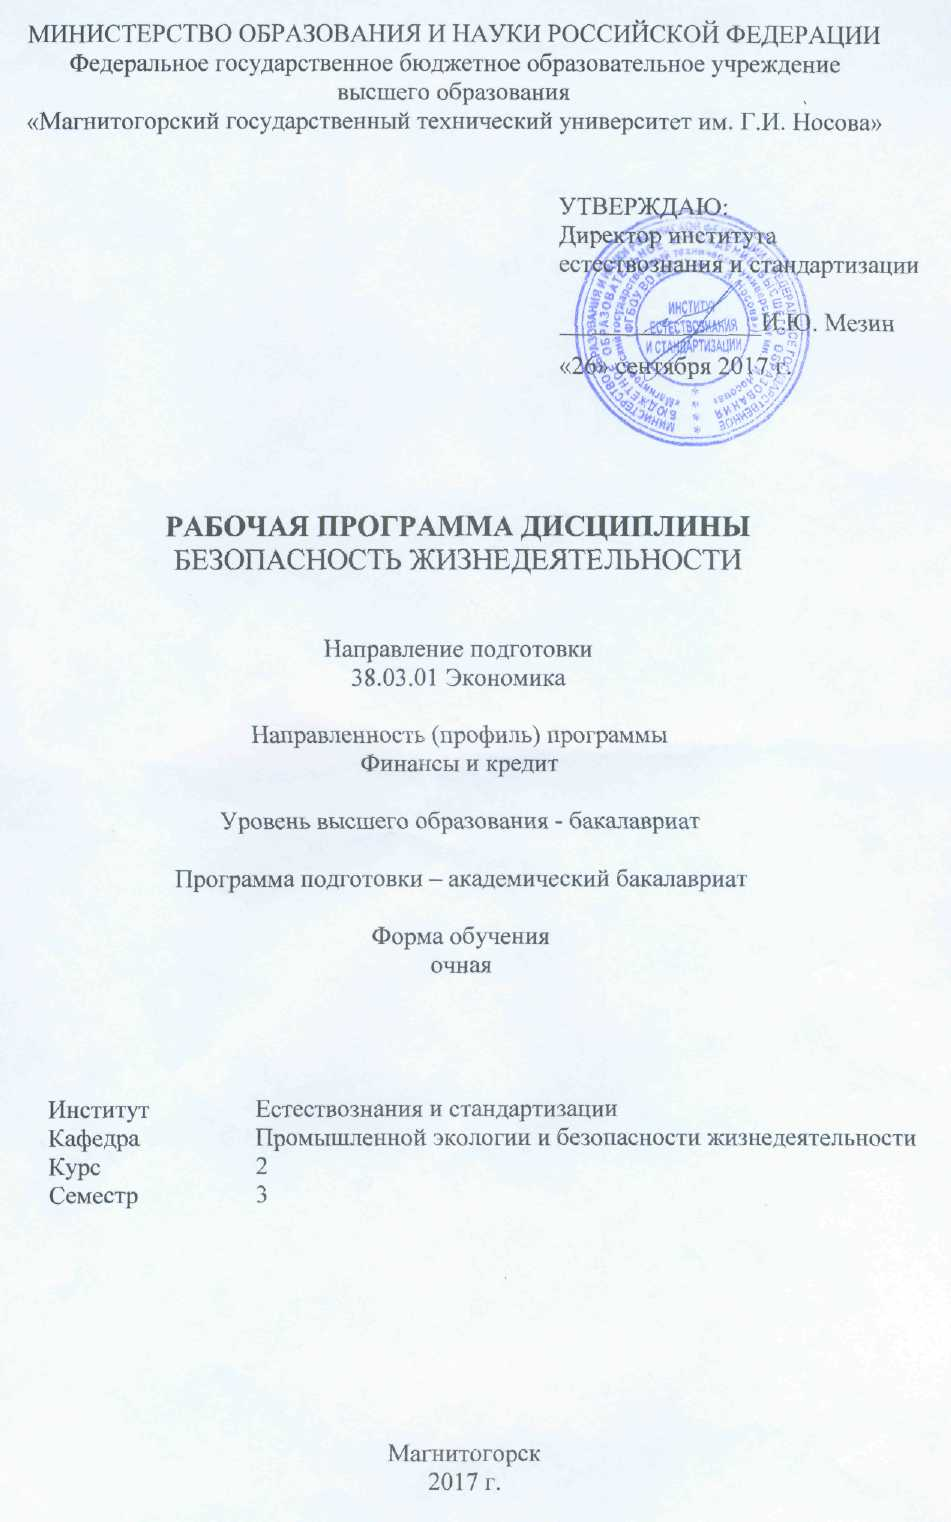 МИНИСТЕРСТВО ОБРАЗОВАНИЯ И НАУКИ РОССИЙСКОЙ ФЕДЕРАЦИИ
Федеральное государственное бюджетное образовательное учреждение
высшего образования
«Магнитогорский государственный технический университет им. Г.И. Носова»
УТВЕРЖДАЮ:
Директор института
естествознания и стандартизации
ИНСТИТУТ
ЕСТЕСТВОЗНАНИЯ
И СТАНДАРТИЗАЦИИ
И.Ю. Мезин
«26» сентября 2017 г.
РАБОЧАЯ ПРОГРАММА ДИСЦИПЛИНЫ
БЕЗОПАСНОСТЬ ЖИЗНЕДЕЯТЕЛЬНОСТИ
Направление подготовки
38.03.01 Экономика
Направленность (профиль) программы
Финансы и кредит
Уровень высшего образования - бакалавриат
Программа подготовки – академический бакалавриат
Форма обучения
очная
Институт Естествознания и стандартизации
Кафедра Промышленной экологии и безопасности жизнедеятельности
Курс 2
Семестр 3
Магнитогорск
2017 г.